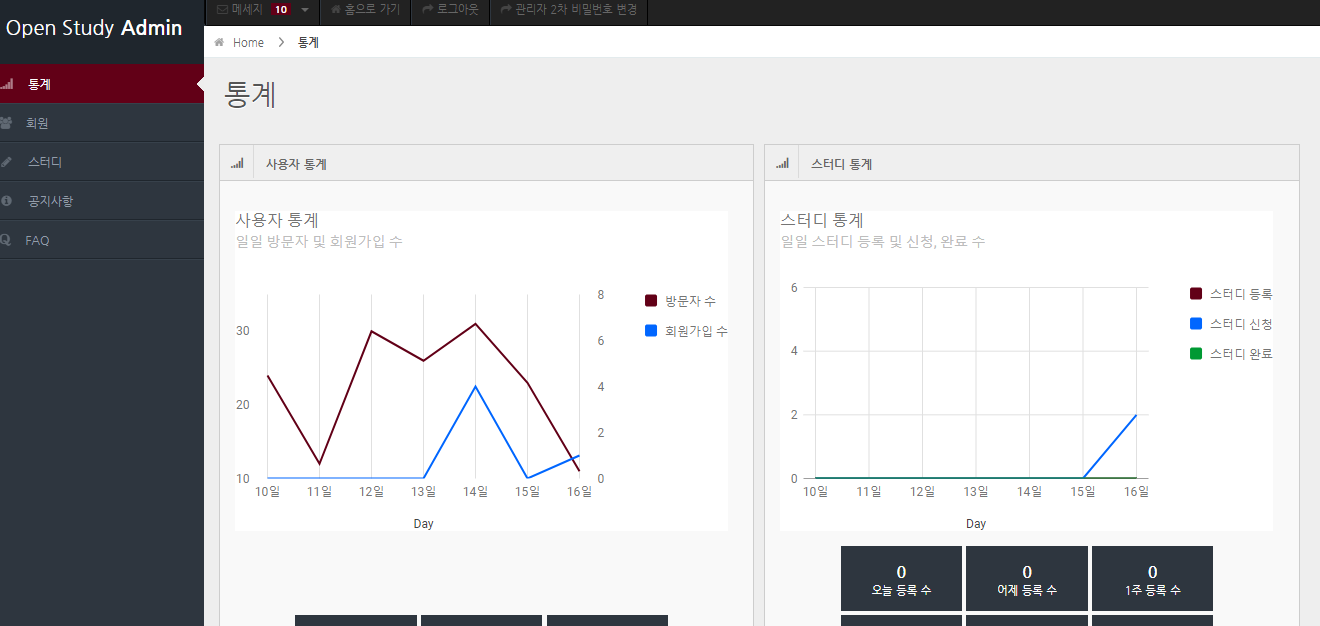 Open Study Admin
메세지 10
홈으로 가기
로그아웃
관리자 2차 비밀번호 변경
Home > 통계
통계
회원
스터디
공지사항
FAQ
통계
사용자 통계
사용자 통계
일일 방문자 및 회원가입 수
30
20
10
8
6
4
2
0
10일 11일 12일 13일 14일 15일 16일
Day
방문자 수
회원가입 수
스터디 통계
스터디 통계
일일 스터디 등록 및 신청, 완료 수
6
4
2
0
10일 11일 12일 13일 14일 15일 16일
Day
스터디 등록
스터디 신청
스터디 완료
0
오늘 등록 수
0
어제 등록 수
0
1주 등록 수